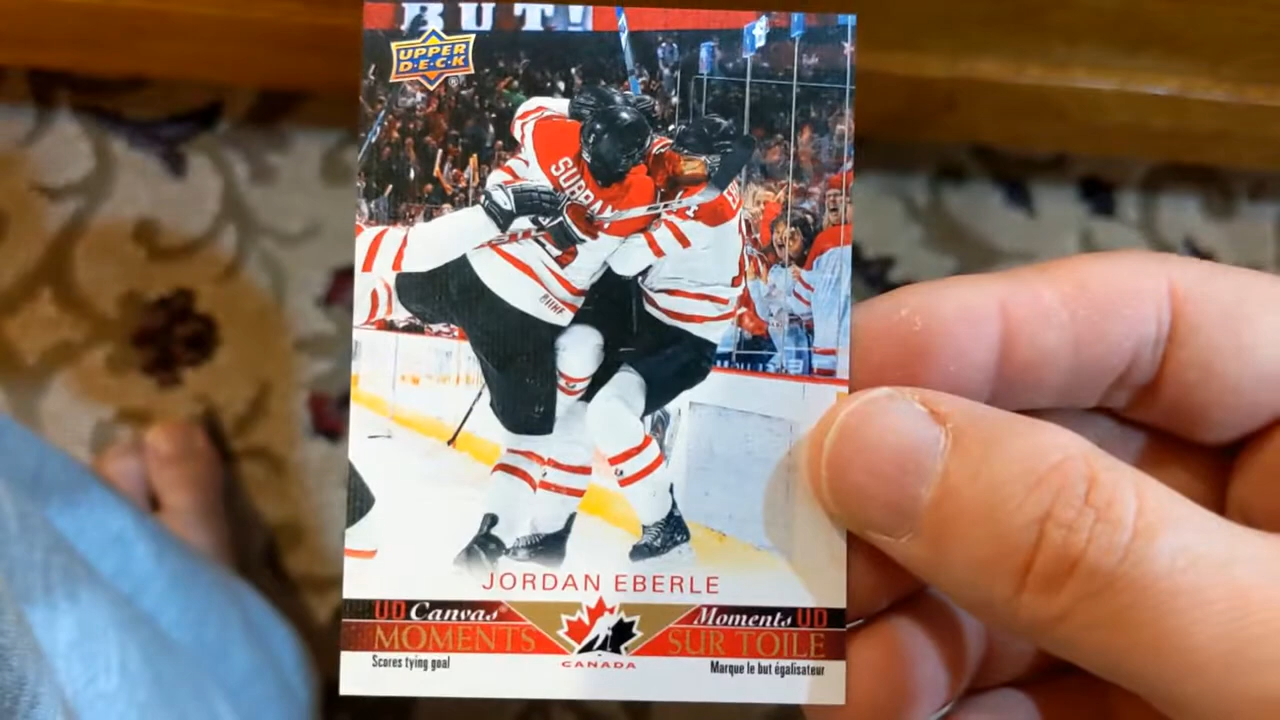 BUT!
UPPER
D·E·C·K
SUBBAN
JORDAN EBERLE
UD Canvas Moments UD
MOMENTS SUR TOILE
CANADA
Scores tying goal Marque le but égalisateur